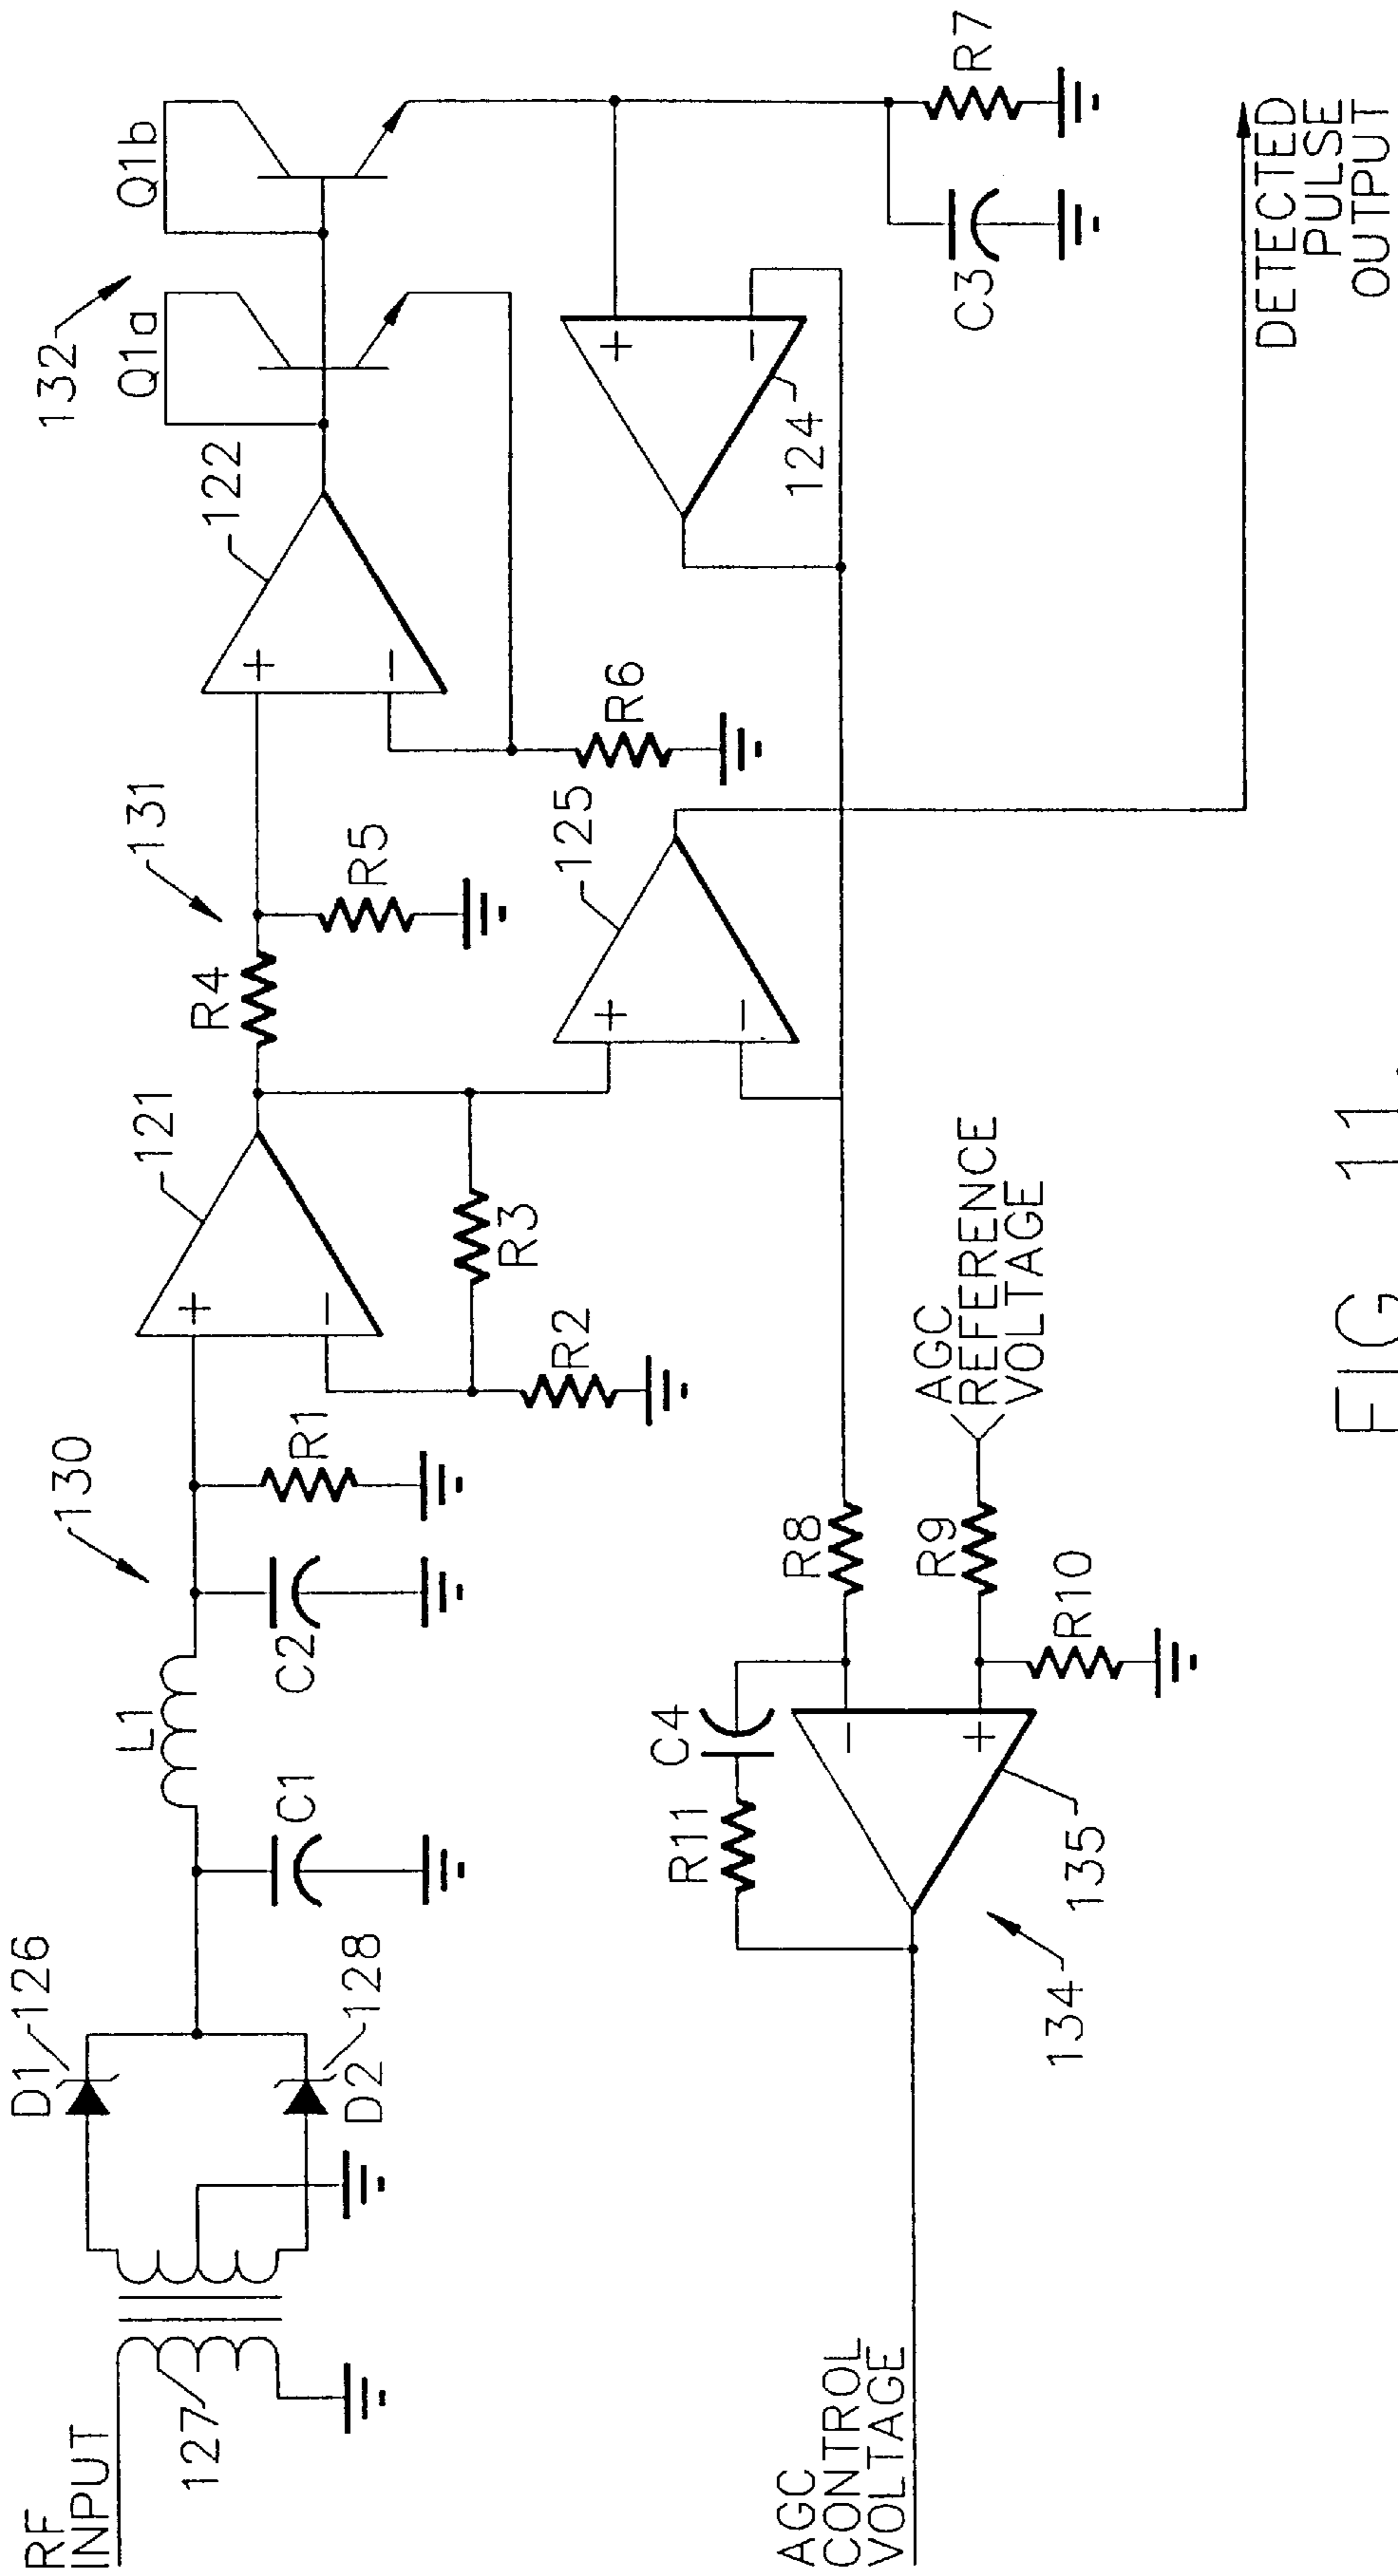 RF
INPUT
127
D1
126
D2
128
C1
L1
C2
130
R1
R2
R3
121
R4
131
R5
122
R6
132
Q1a
Q1b
124
125
C3
R7
DETECTED
PULSE
OUTPUT
AGC
CONTROL
VOLTAGE
134
135
R11
C4
R8
R9
R10
AGC
REFERENCE
VOLTAGE
+
−
+
−
+
−
+
−
−
+
FIG 11.